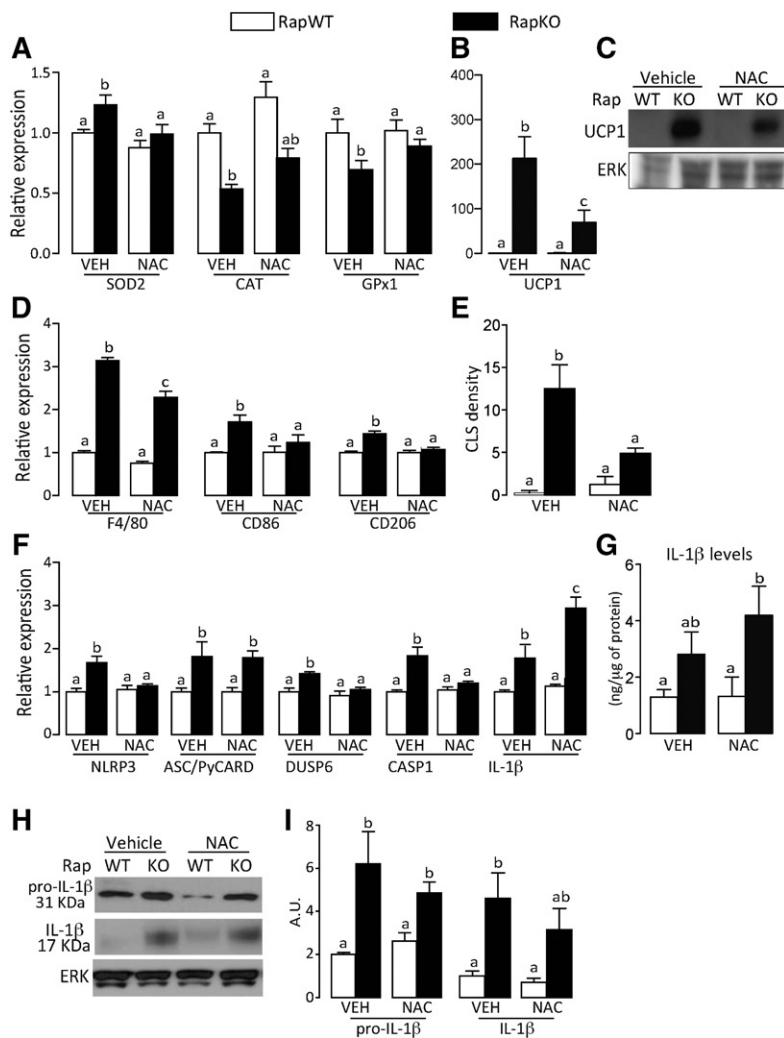 RapWT RapKO
A
Relative expression
1.5
1.0
0.5
0.0
a b a a a b a ab a b a a
VEH NAC VEH NAC VEH NAC
SOD2 CAT GPx1
B
400
300
200
100
0
a b a c
VEH NAC
UCP1
C
Vehicle NAC
Rap WT KO WT KO
UCP1
ERK
D
Relative expression
4
3
2
1
0
a b a c a b a a a b a a
VEH NAC VEH NAC VEH NAC
F4/80 CD86 CD206
E
CLS density
20
15
10
5
0
a b a a
VEH NAC
F
Relative expression
4
3
2
1
0
a b a a a b a b a b a a a b a a a b a c
VEH NAC VEH NAC VEH NAC VEH NAC VEH NAC
NLRP3 ASC/PyCARD DUSP6 CASP1 IL-1β
G
IL-1β levels
(ng/µg of protein)
6
4
2
0
a ab a b
VEH NAC
H
Vehicle NAC
Rap WT KO WT KO
pro-IL-1β
31 KDa
IL-1β
17 KDa
ERK
I
A.U.
8
6
4
2
0
a b a b a b a ab
VEH NAC VEH NAC
pro-IL-1β IL-1β